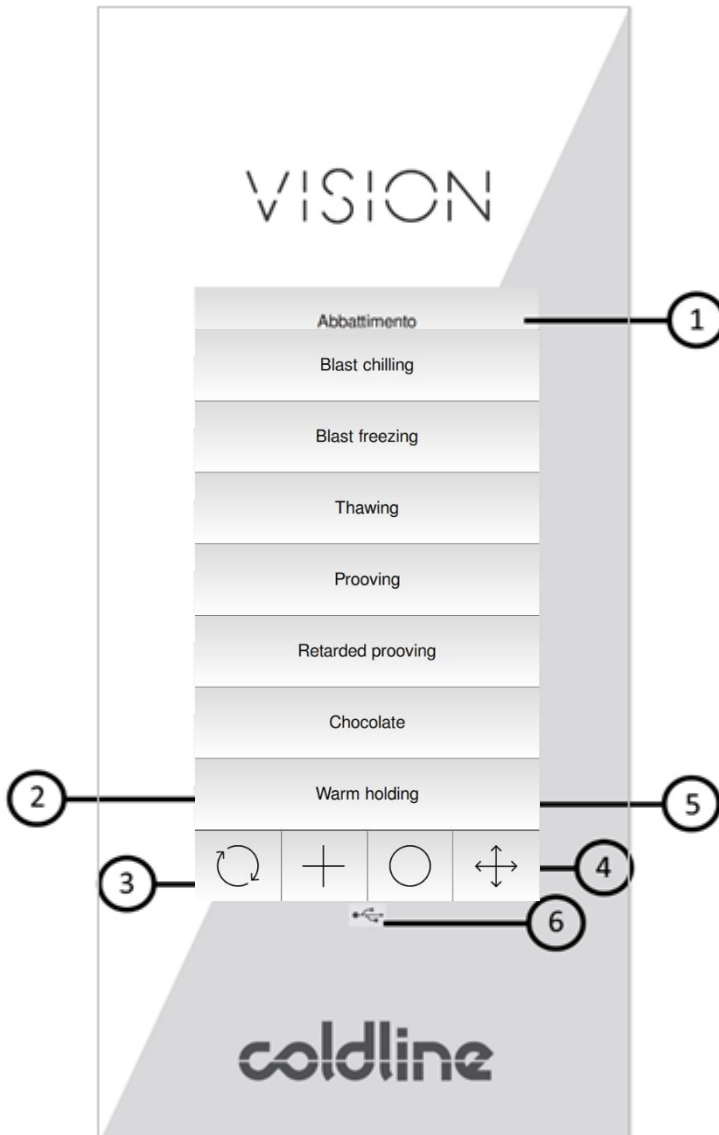 VISION
Abbattimento
1
Blast chilling
Blast freezing
Thawing
Prooving
Retarded prooving
Chocolate
Warm holding
2
5
3
4
6
coldline